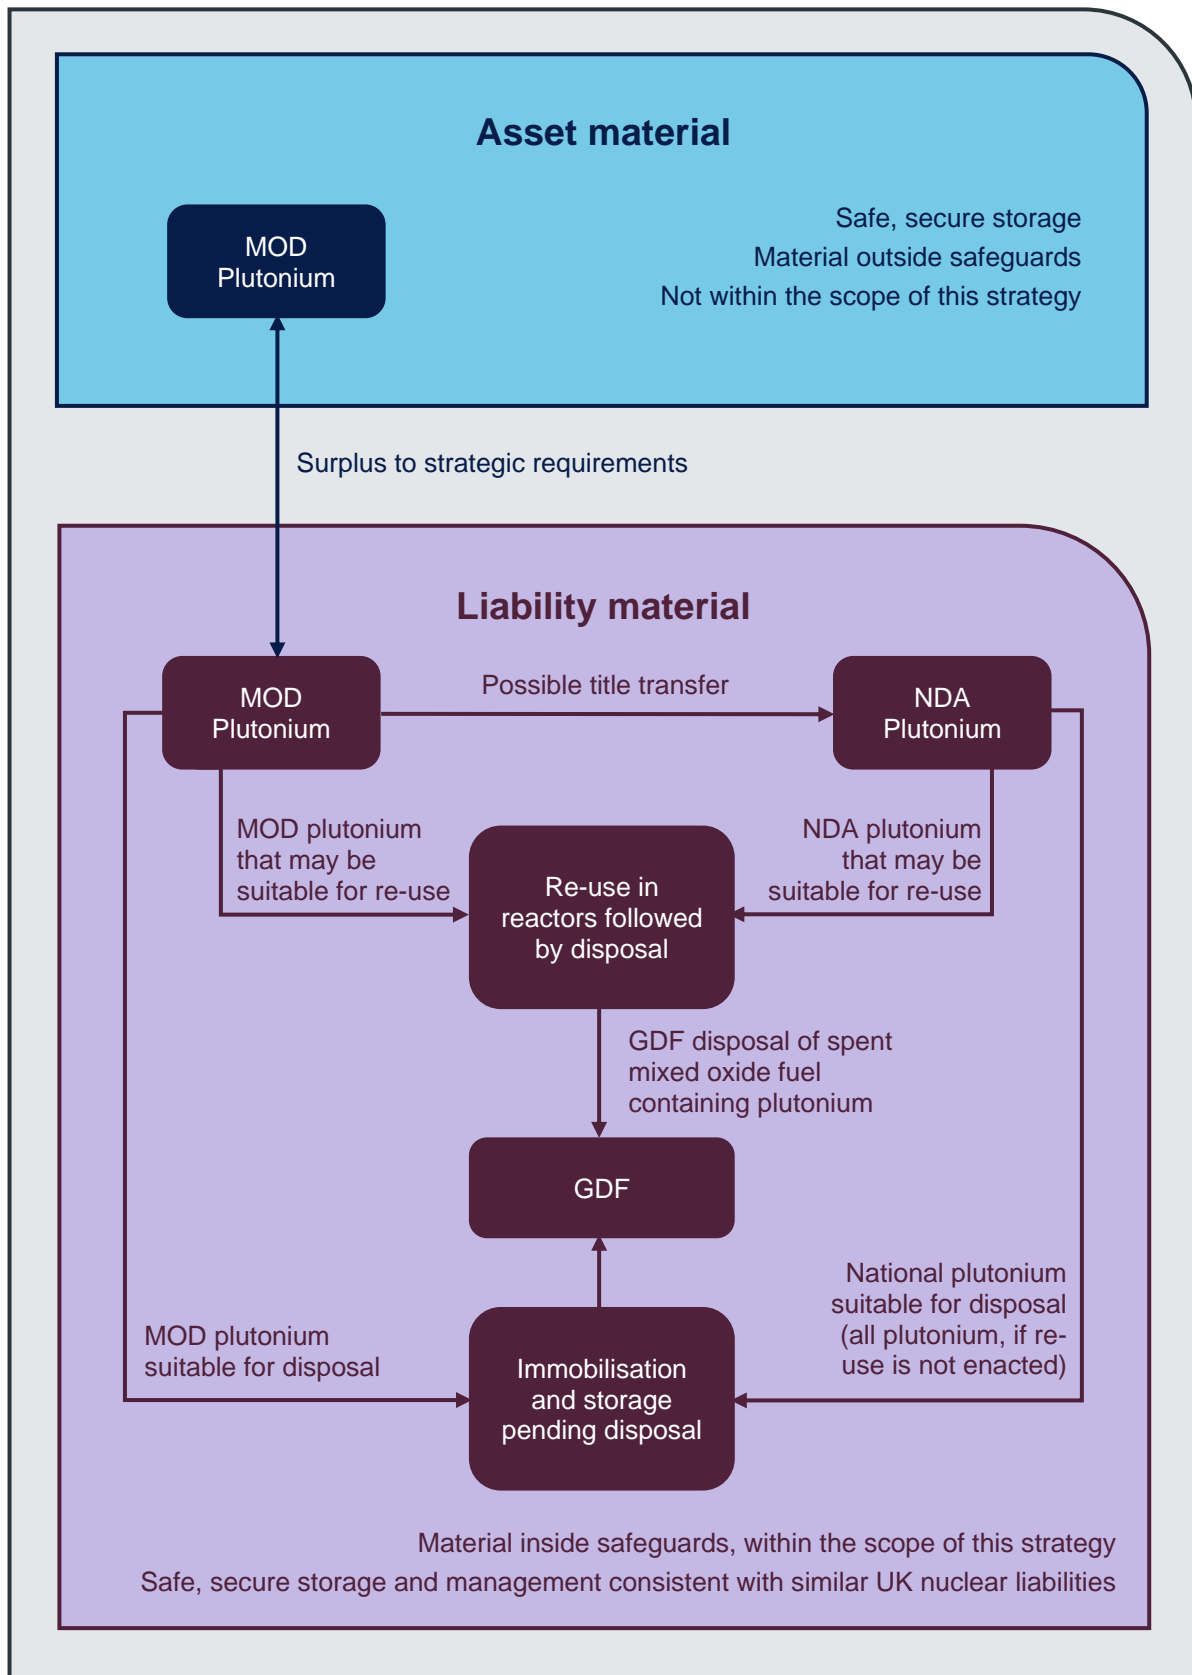 Asset material
MOD
Plutonium
Safe, secure storage
Material outside safeguards
Not within the scope of this strategy
Surplus to strategic requirements
Liability material
MOD
Plutonium
Possible title transfer
NDA
Plutonium
MOD plutonium
that may be
suitable for re-use
Re-use in
reactors followed
by disposal
NDA plutonium
that may be
suitable for re-use
GDF disposal of spent
mixed oxide fuel
containing plutonium
GDF
MOD plutonium
suitable for disposal
Immobilisation
and storage
pending disposal
National plutonium
suitable for disposal
(all plutonium, if re-
use is not enacted)
Material inside safeguards, within the scope of this strategy
Safe, secure storage and management consistent with similar UK nuclear liabilities